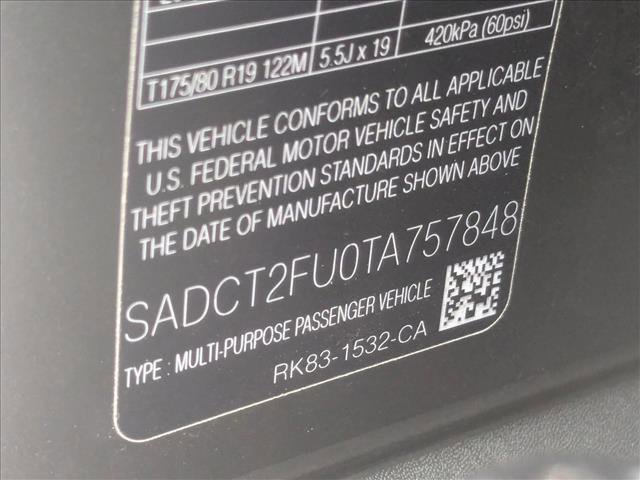 T175/80 R19 122M 5.5J x 19 420kPa (60psi)
THIS VEHICLE CONFORMS TO ALL APPLICABLE
U.S. FEDERAL MOTOR VEHICLE SAFETY AND
THEFT PREVENTION STANDARDS IN EFFECT ON
THE DATE OF MANUFACTURE SHOWN ABOVE
SADCT2FU0TA757848
TYPE : MULTI-PURPOSE PASSENGER VEHICLE
RK83-1532-CA